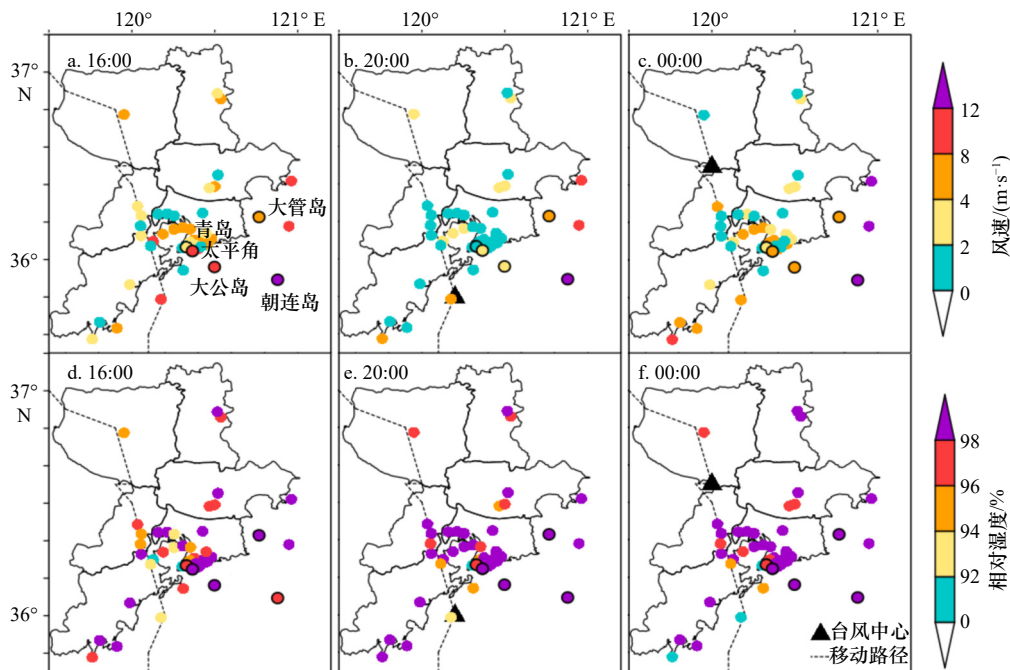 120° 121° E 120° 121° E 120° 121° E
37°
N
a. 16:00 b. 20:00 c. 00:00
大管岛
青岛
太平角
36°
大公岛
朝连岛
12
8
4
2
0
风速/(m·s⁻¹)
37°
N
d. 16:00 e. 20:00 f. 00:00
36°
98
96
94
92
0
相对湿度/%
台风中心
移动路径